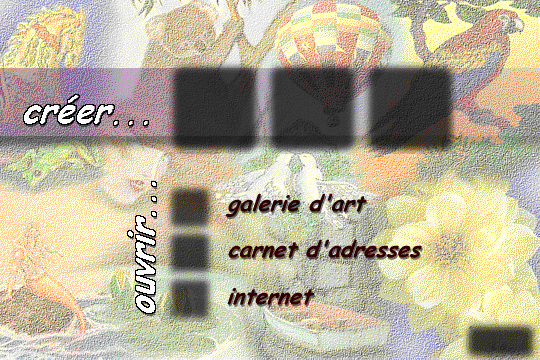 créer...
ouvrir...
galerie d'art
carnet d'adresses
internet